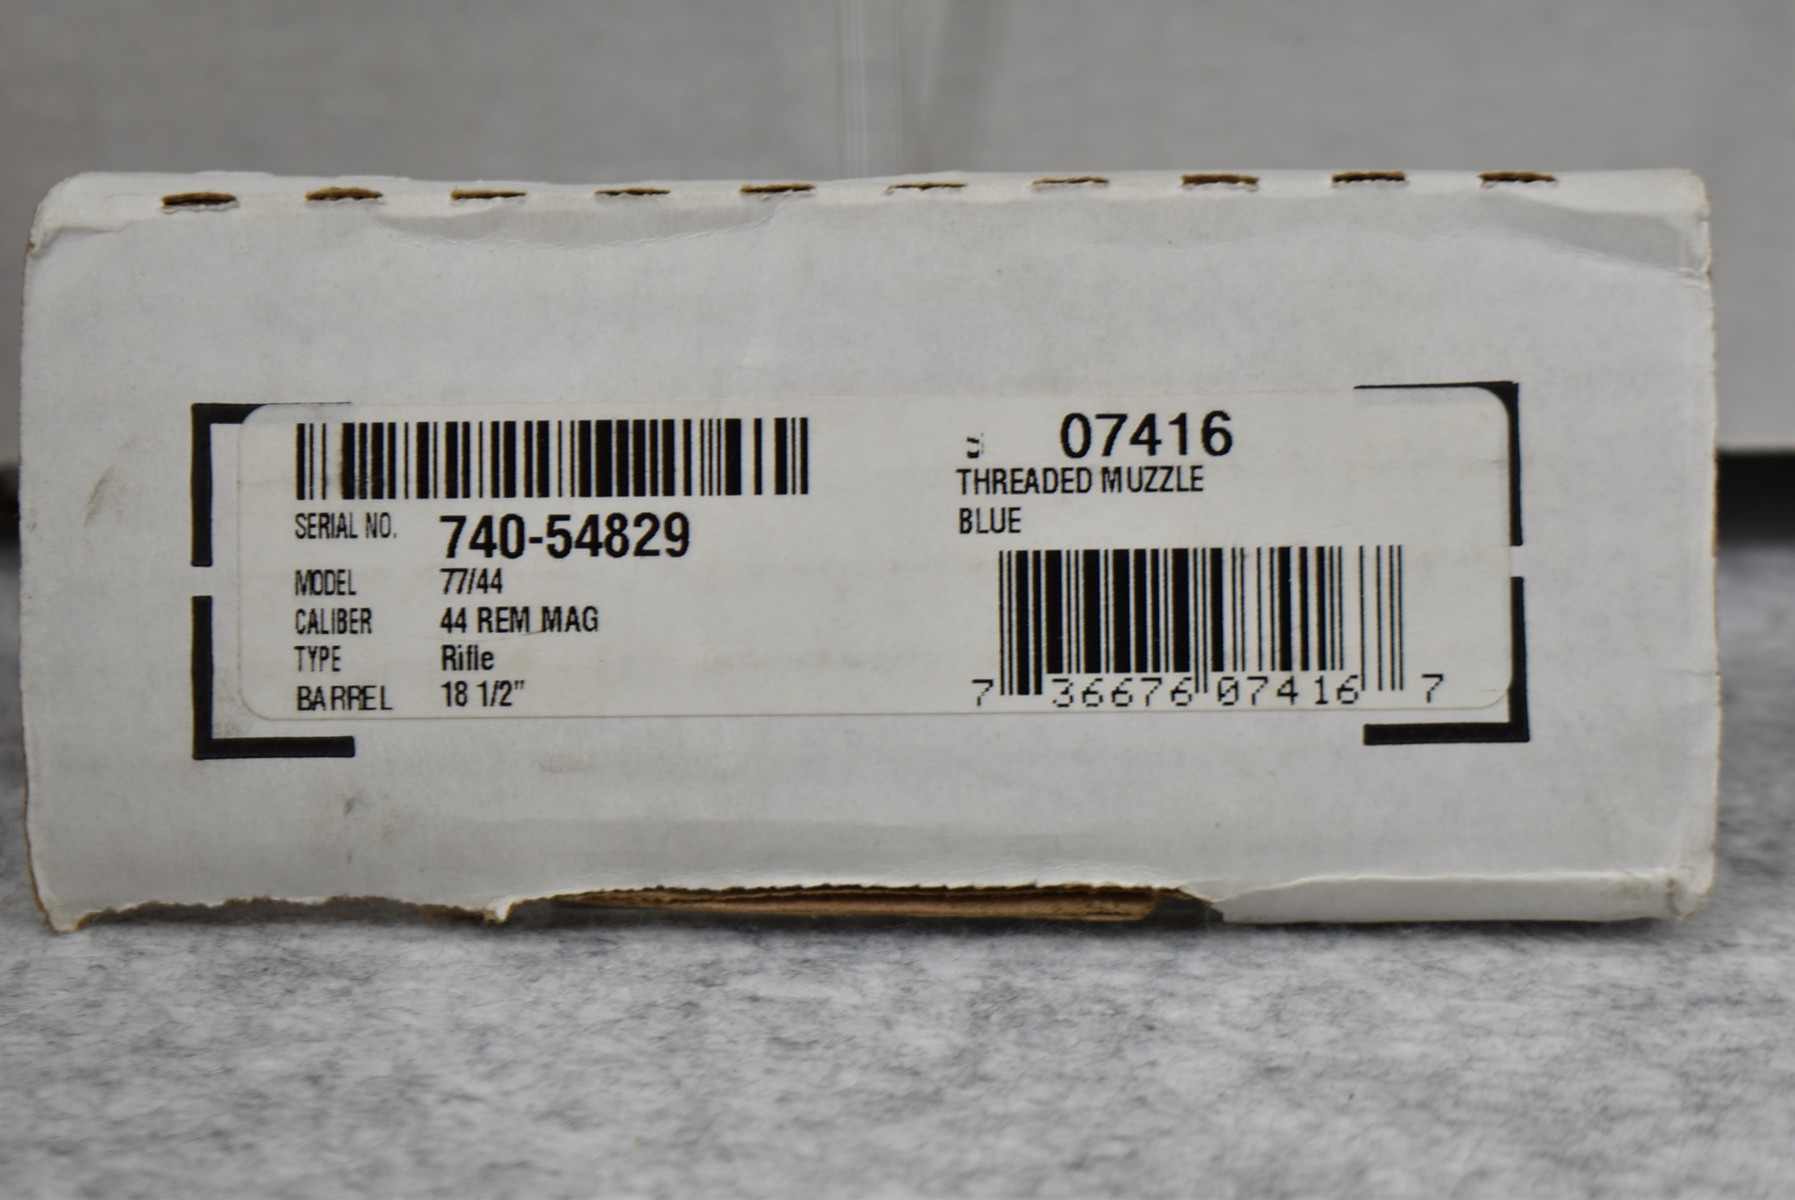 SERIAL NO. 740-54829
MODEL 77/44
CALIBER 44 REM MAG
TYPE Rifle
BARREL 18 1/2"
07416
THREADED MUZZLE
BLUE
7 36676 07416 7